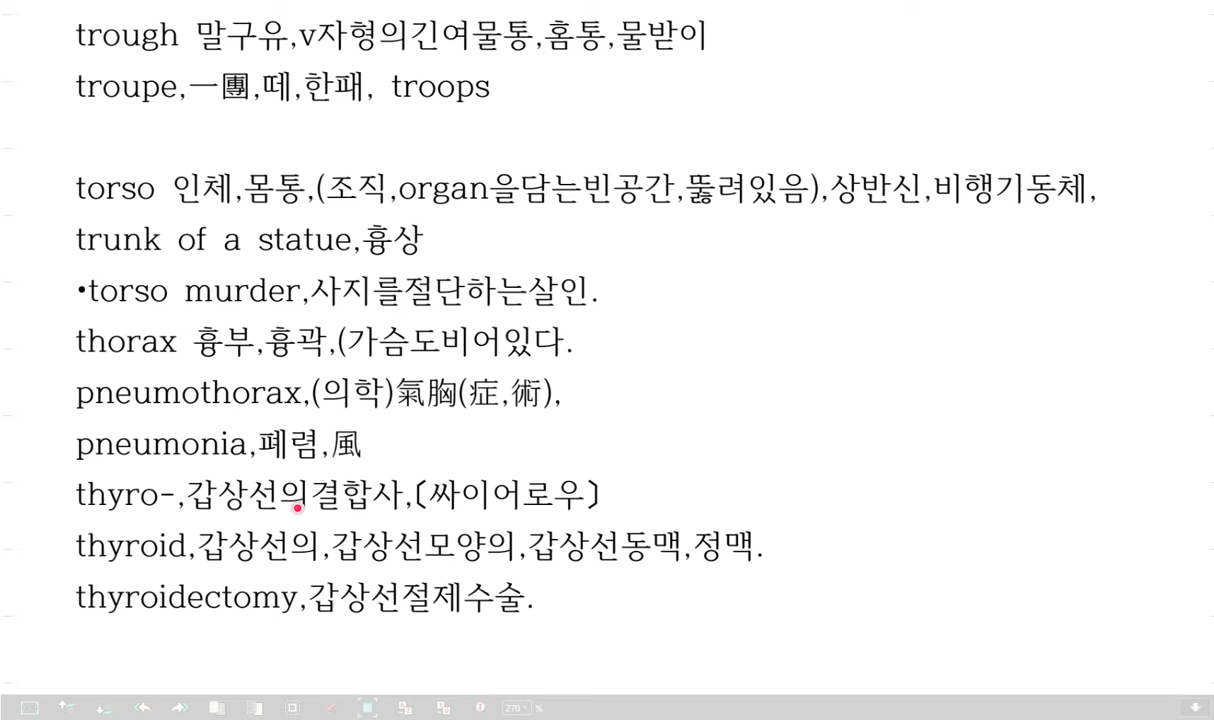 trough 말구유,v자형의긴여물통,홈통,물받이
troupe,一團,떼,한패, troops
torso 인체,몸통,(조직,organ을담는빈공간,뚫려있음),상반신,비행기동체,
trunk of a statue,흉상
•torso murder,사지를절단하는살인.
thorax 흉부,흉곽,(가슴도비어있다.
pneumothorax,(의학)氣胸(症,術),
pneumonia,폐렴,風
thyro-,갑상선의결합사,〔싸이어로우〕
thyroid,갑상선의,갑상선모양의,갑상선동맥,정맥.
thyroidectomy,갑상선절제수술.
270 %